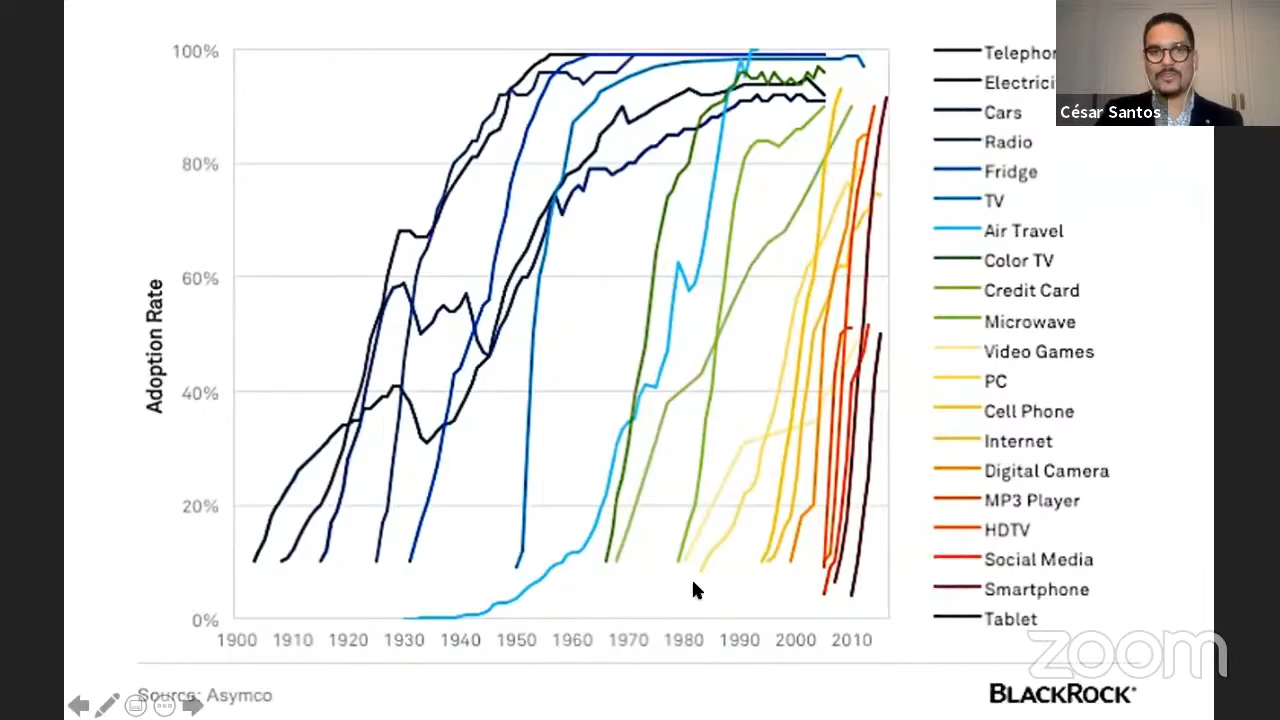 César Santos
Adoption Rate
100%
80%
60%
40%
20%
0%
1900 1910 1920 1930 1940 1950 1960 1970 1980 1990 2000 2010
Telephon
Electrici
Cars
Radio
Fridge
TV
Air Travel
Color TV
Credit Card
Microwave
Video Games
PC
Cell Phone
Internet
Digital Camera
MP3 Player
HDTV
Social Media
Smartphone
Tablet
zoom
Source: Asymco
BLACKROCK®